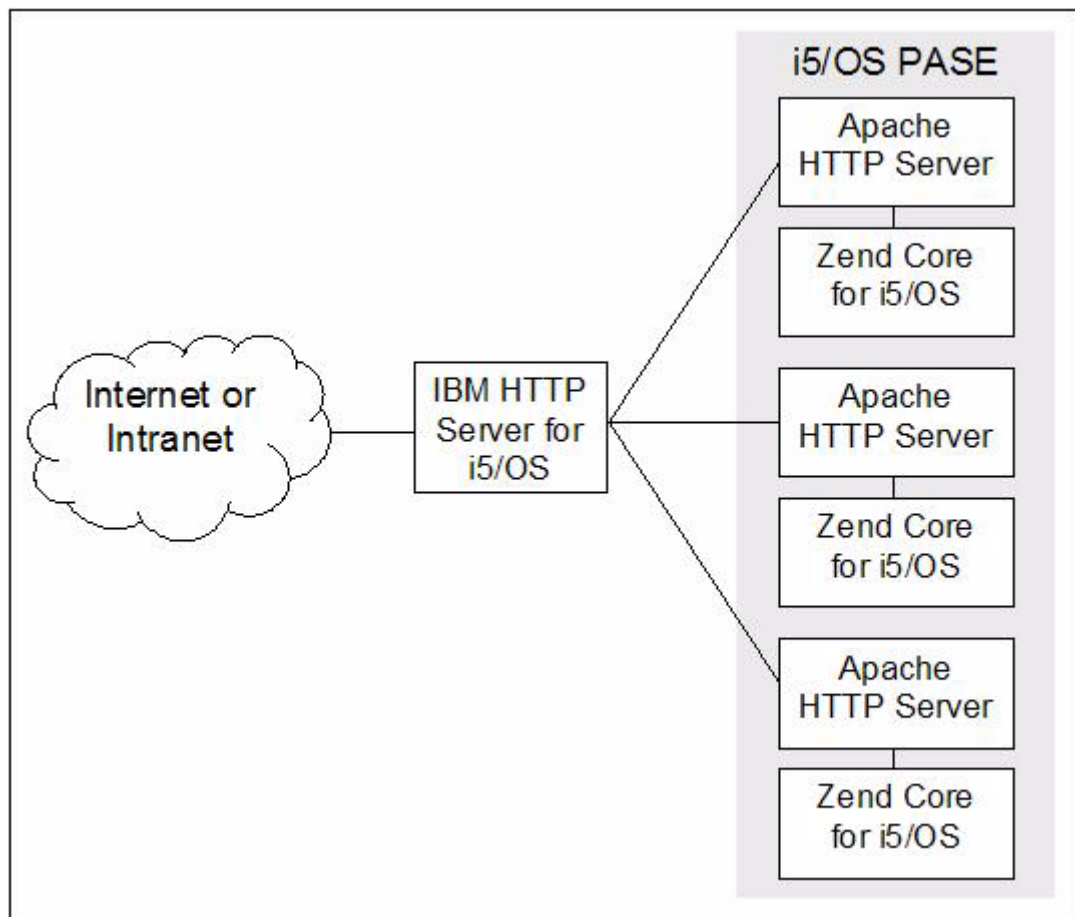 i5/OS PASE
Apache
HTTP Server
Zend Core
for i5/OS
Internet or
Intranet
IBM HTTP
Server for
i5/OS
Apache
HTTP Server
Zend Core
for i5/OS
Apache
HTTP Server
Zend Core
for i5/OS